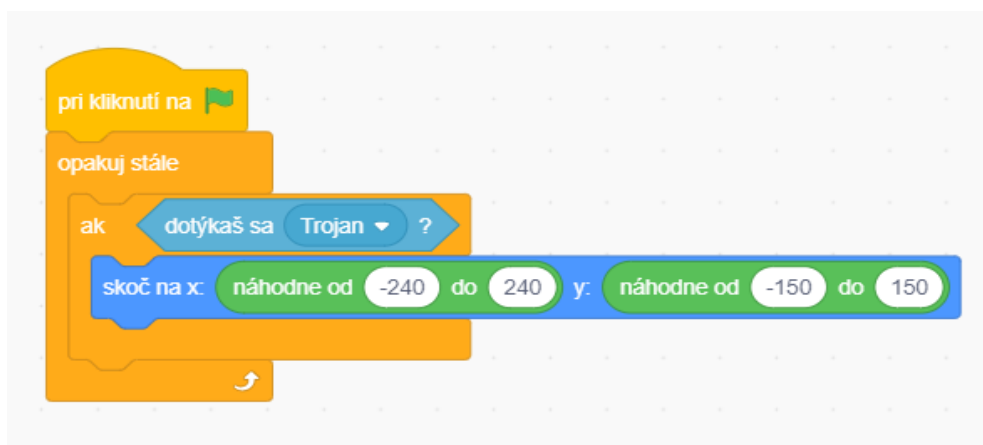 pri kliknutí na
opakuj stále
ak dotýkaš sa Trojan ?
skoč na x: náhodne od -240 do 240 y: náhodne od -150 do 150